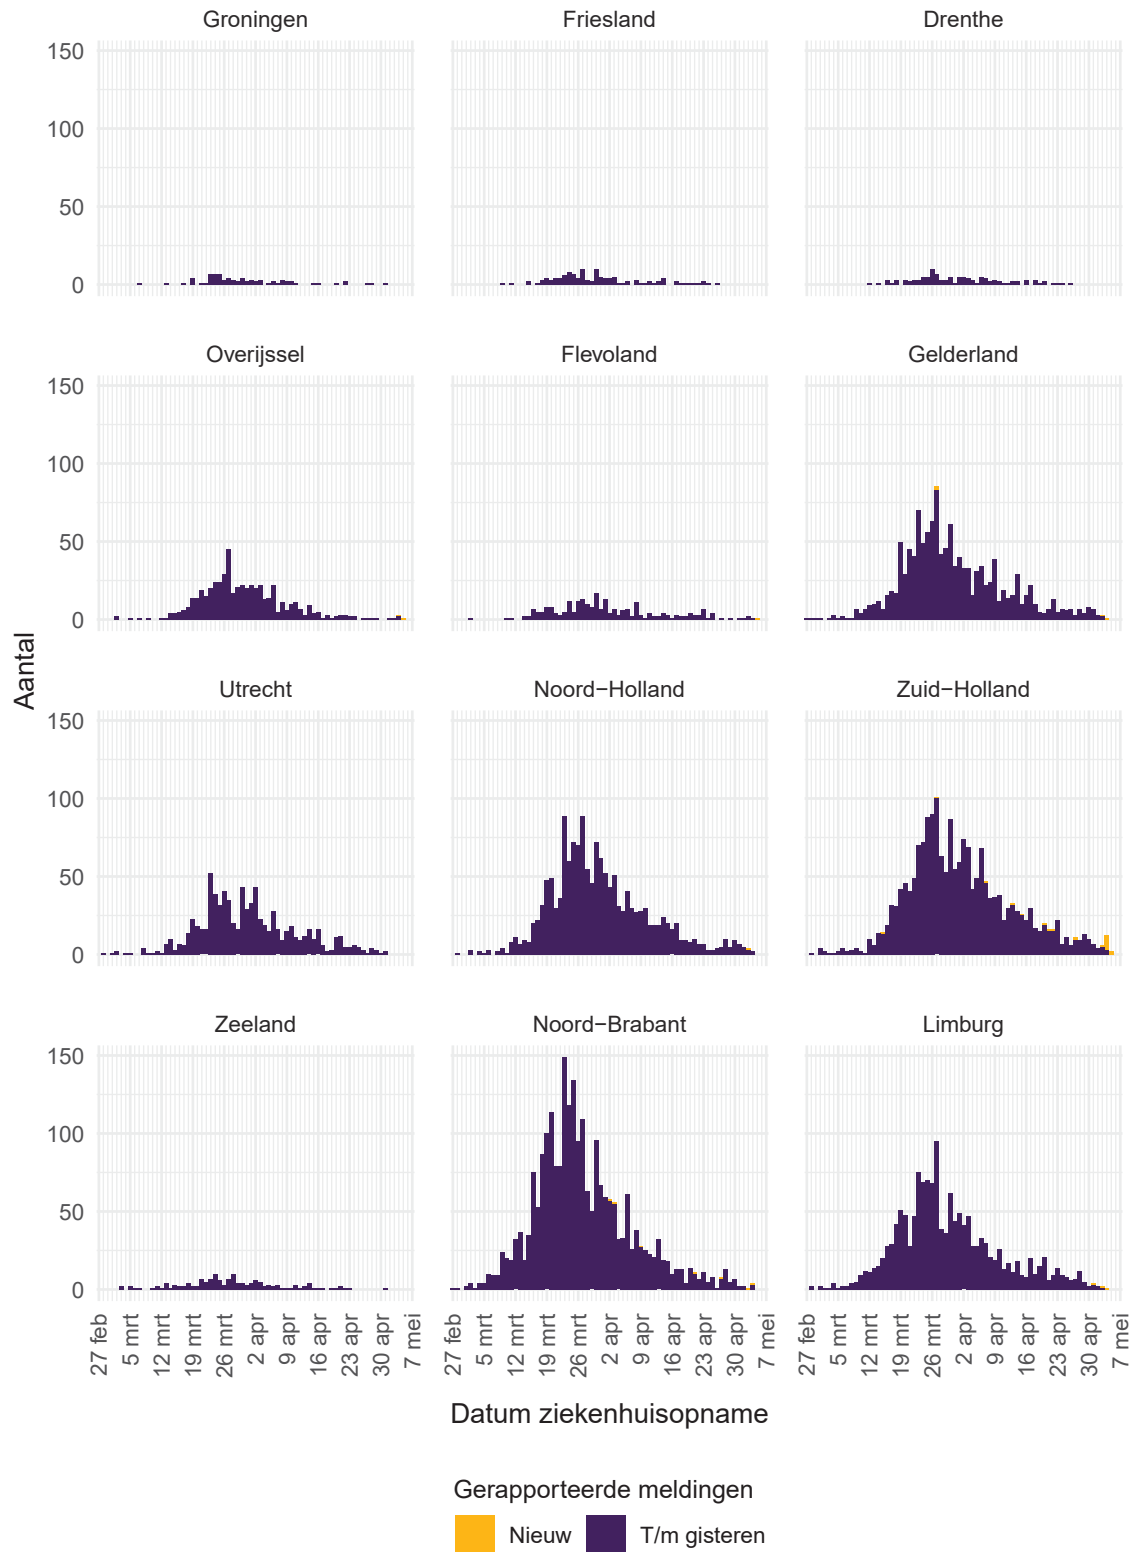 Groningen Friesland Drenthe
150
100
50
0
Overijssel Flevoland Gelderland
150
100
50
0
Aantal
Utrecht Noord−Holland Zuid−Holland
150
100
50
0
Zeeland Noord−Brabant Limburg
150
100
50
0
27 feb 5 mrt 12 mrt 19 mrt 26 mrt 2 apr 9 apr 16 apr 23 apr 30 apr 7 mei 27 feb 5 mrt 12 mrt 19 mrt 26 mrt 2 apr 9 apr 16 apr 23 apr 30 apr 7 mei 27 feb 5 mrt 12 mrt 19 mrt 26 mrt 2 apr 9 apr 16 apr 23 apr 30 apr 7 mei
Datum ziekenhuisopname
Gerapporteerde meldingen
Nieuw T/m gisteren